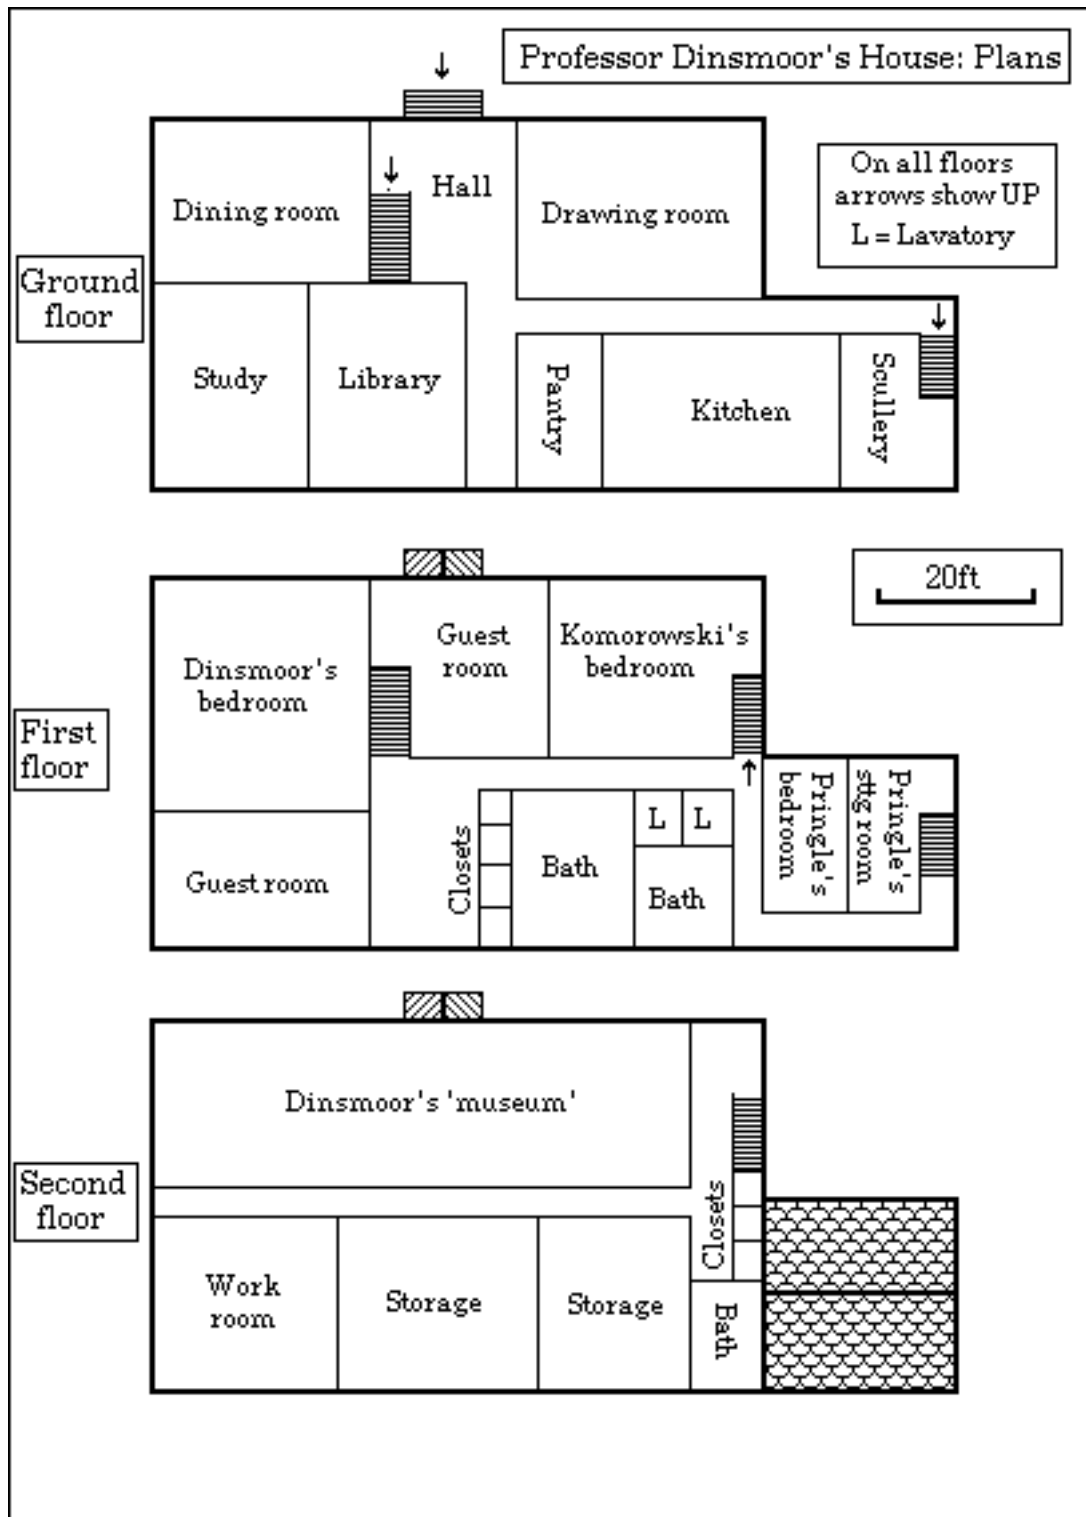 Professor Dinsmoor's House: Plans
On all floors
arrows show UP
L = Lavatory
Ground
floor
Dining room
Hall
Drawing room
Study
Library
Pantry
Kitchen
Scullery
20ft
First
floor
Dinsmoor's
bedroom
Guest
room
Komorowski's
bedroom
Guest room
Closets
Bath
L
L
Bath
Pringle's
bedroom
Pringle's
sttg room
Second
floor
Dinsmoor's 'museum'
Work
room
Storage
Storage
Closets
Bath